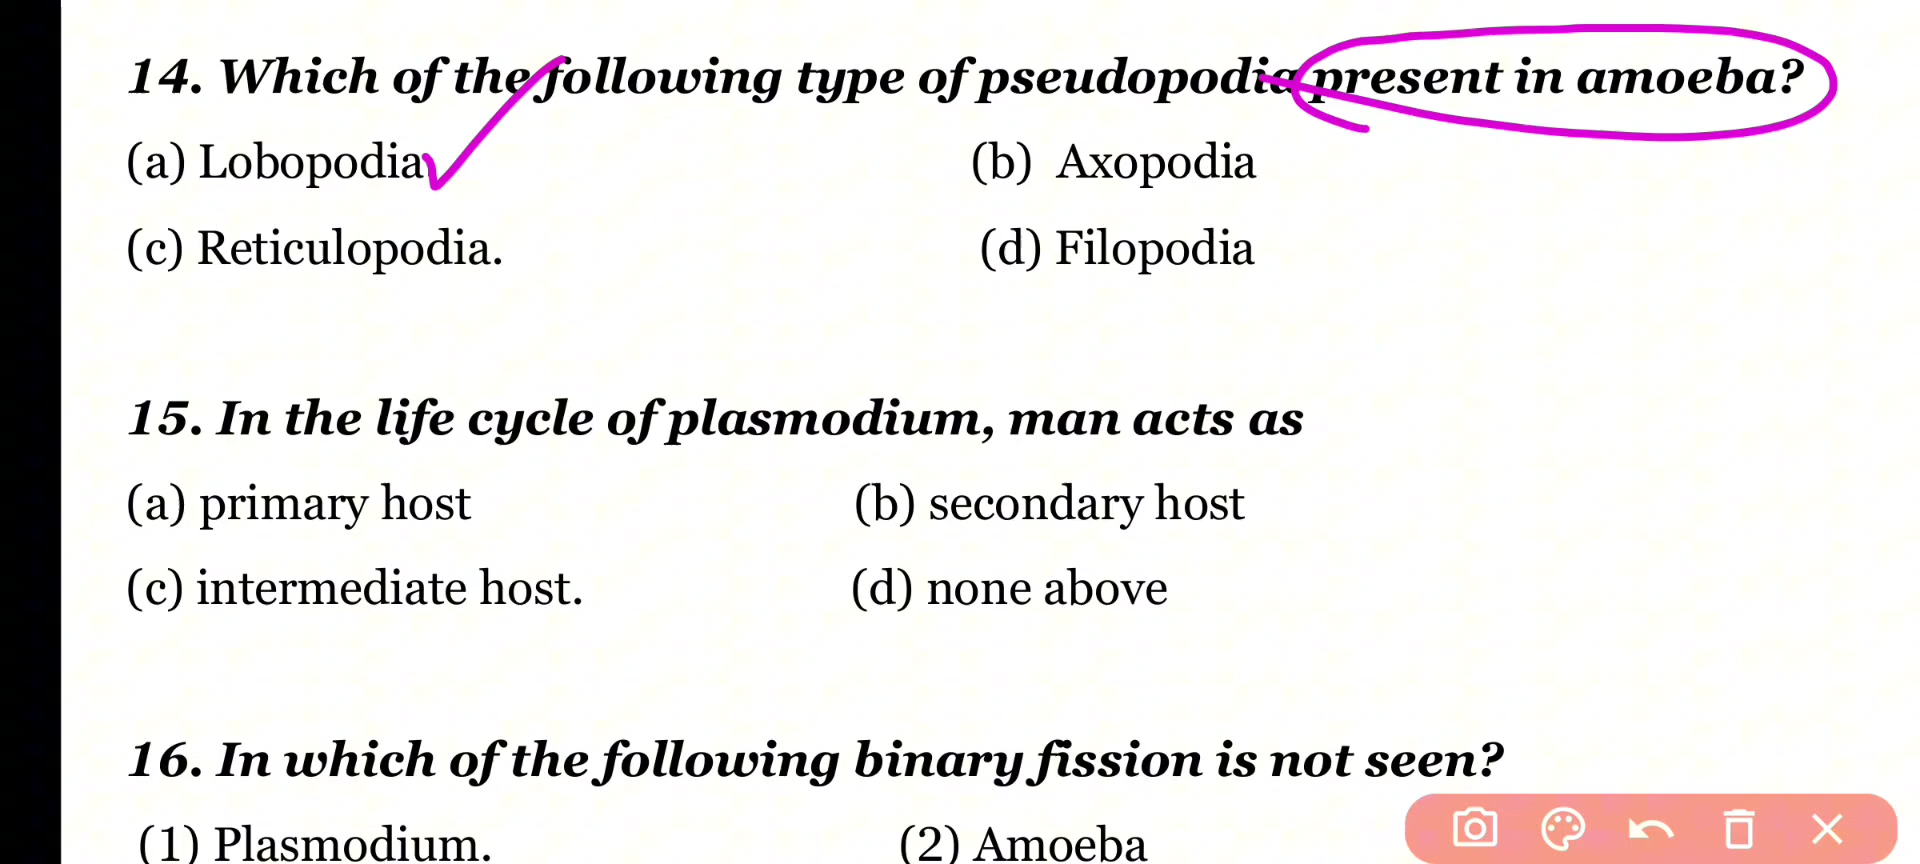 14. Which of the following type of pseudopodia present in amoeba?
(a) Lobopodia (b) Axopodia
(c) Reticulopodia. (d) Filopodia
15. In the life cycle of plasmodium, man acts as
(a) primary host (b) secondary host
(c) intermediate host. (d) none above
16. In which of the following binary fission is not seen?
(1) Plasmodium. (2) Amoeba